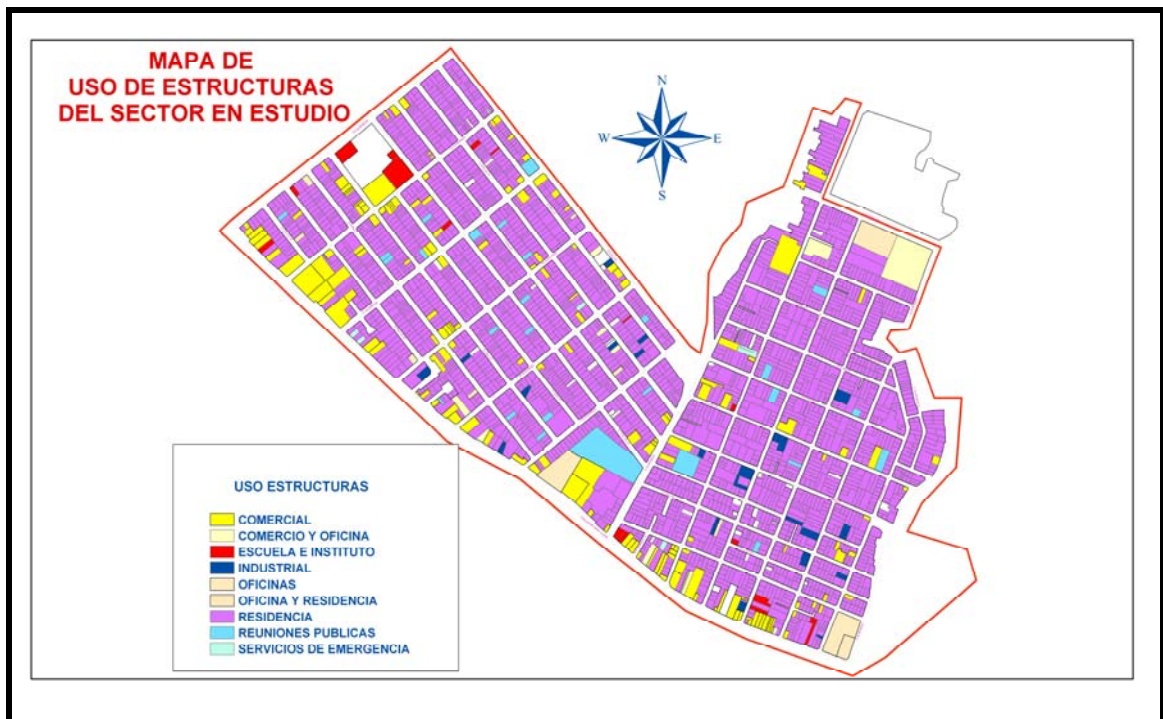 MAPA DE
USO DE ESTRUCTURAS
DEL SECTOR EN ESTUDIO
N
W
E
S
USO ESTRUCTURAS
COMERCIAL
COMERCIO Y OFICINA
ESCUELA E INSTITUTO
INDUSTRIAL
OFICINAS
OFICINA Y RESIDENCIA
RESIDENCIA
REUNIONES PUBLICAS
SERVICIOS DE EMERGENCIA